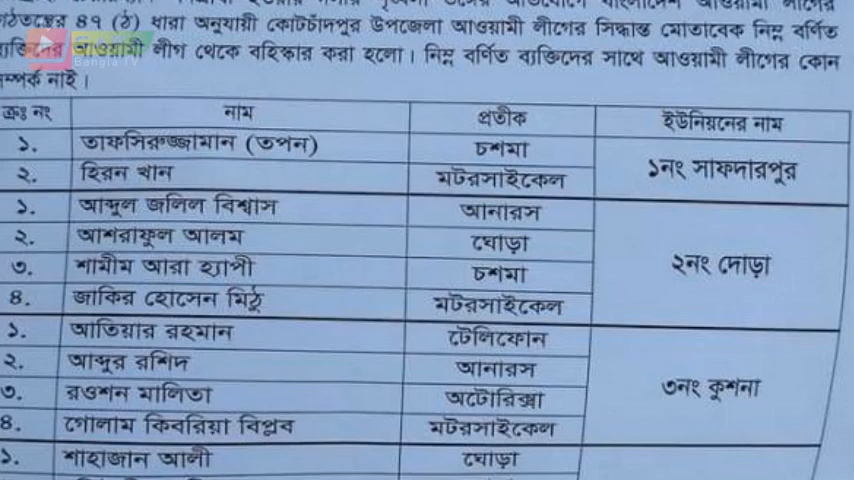 গঠনতন্ত্রের ৪৭ (ঠ) ধারা অনুযায়ী কোটচাঁদপুর উপজেলা আওয়ামী লীগের সিদ্ধান্ত মোতাবেক নিম্ন বর্ণিত
ব্যক্তিদের আওয়ামী লীগ থেকে বহিস্কার করা হলো। নিম্ন বর্ণিত ব্যক্তিদের সাথে আওয়ামী লীগের কোন
সম্পর্ক নাই।
ক্রঃ নং নাম প্রতীক ইউনিয়নের নাম
১. তাফসিরুজ্জামান (তপন) চশমা
২. হিরন খান মটরসাইকেল ১নং সাফদারপুর
১. আব্দুল জলিল বিশ্বাস আনারস
২. আশরাফুল আলম ঘোড়া
৩. শামীম আরা হ্যাপী চশমা ২নং দোড়া
৪. জাকির হোসেন মিঠু মটরসাইকেল
১. আতিয়ার রহমান টেলিফোন
২. আব্দুর রশিদ আনারস
৩. রওশন মালিতা অটোরিক্সা ৩নং কুশনা
৪. গোলাম কিবরিয়া বিপ্লব মটরসাইকেল
১. শাহাজান আলী ঘোড়া
Bangla TV